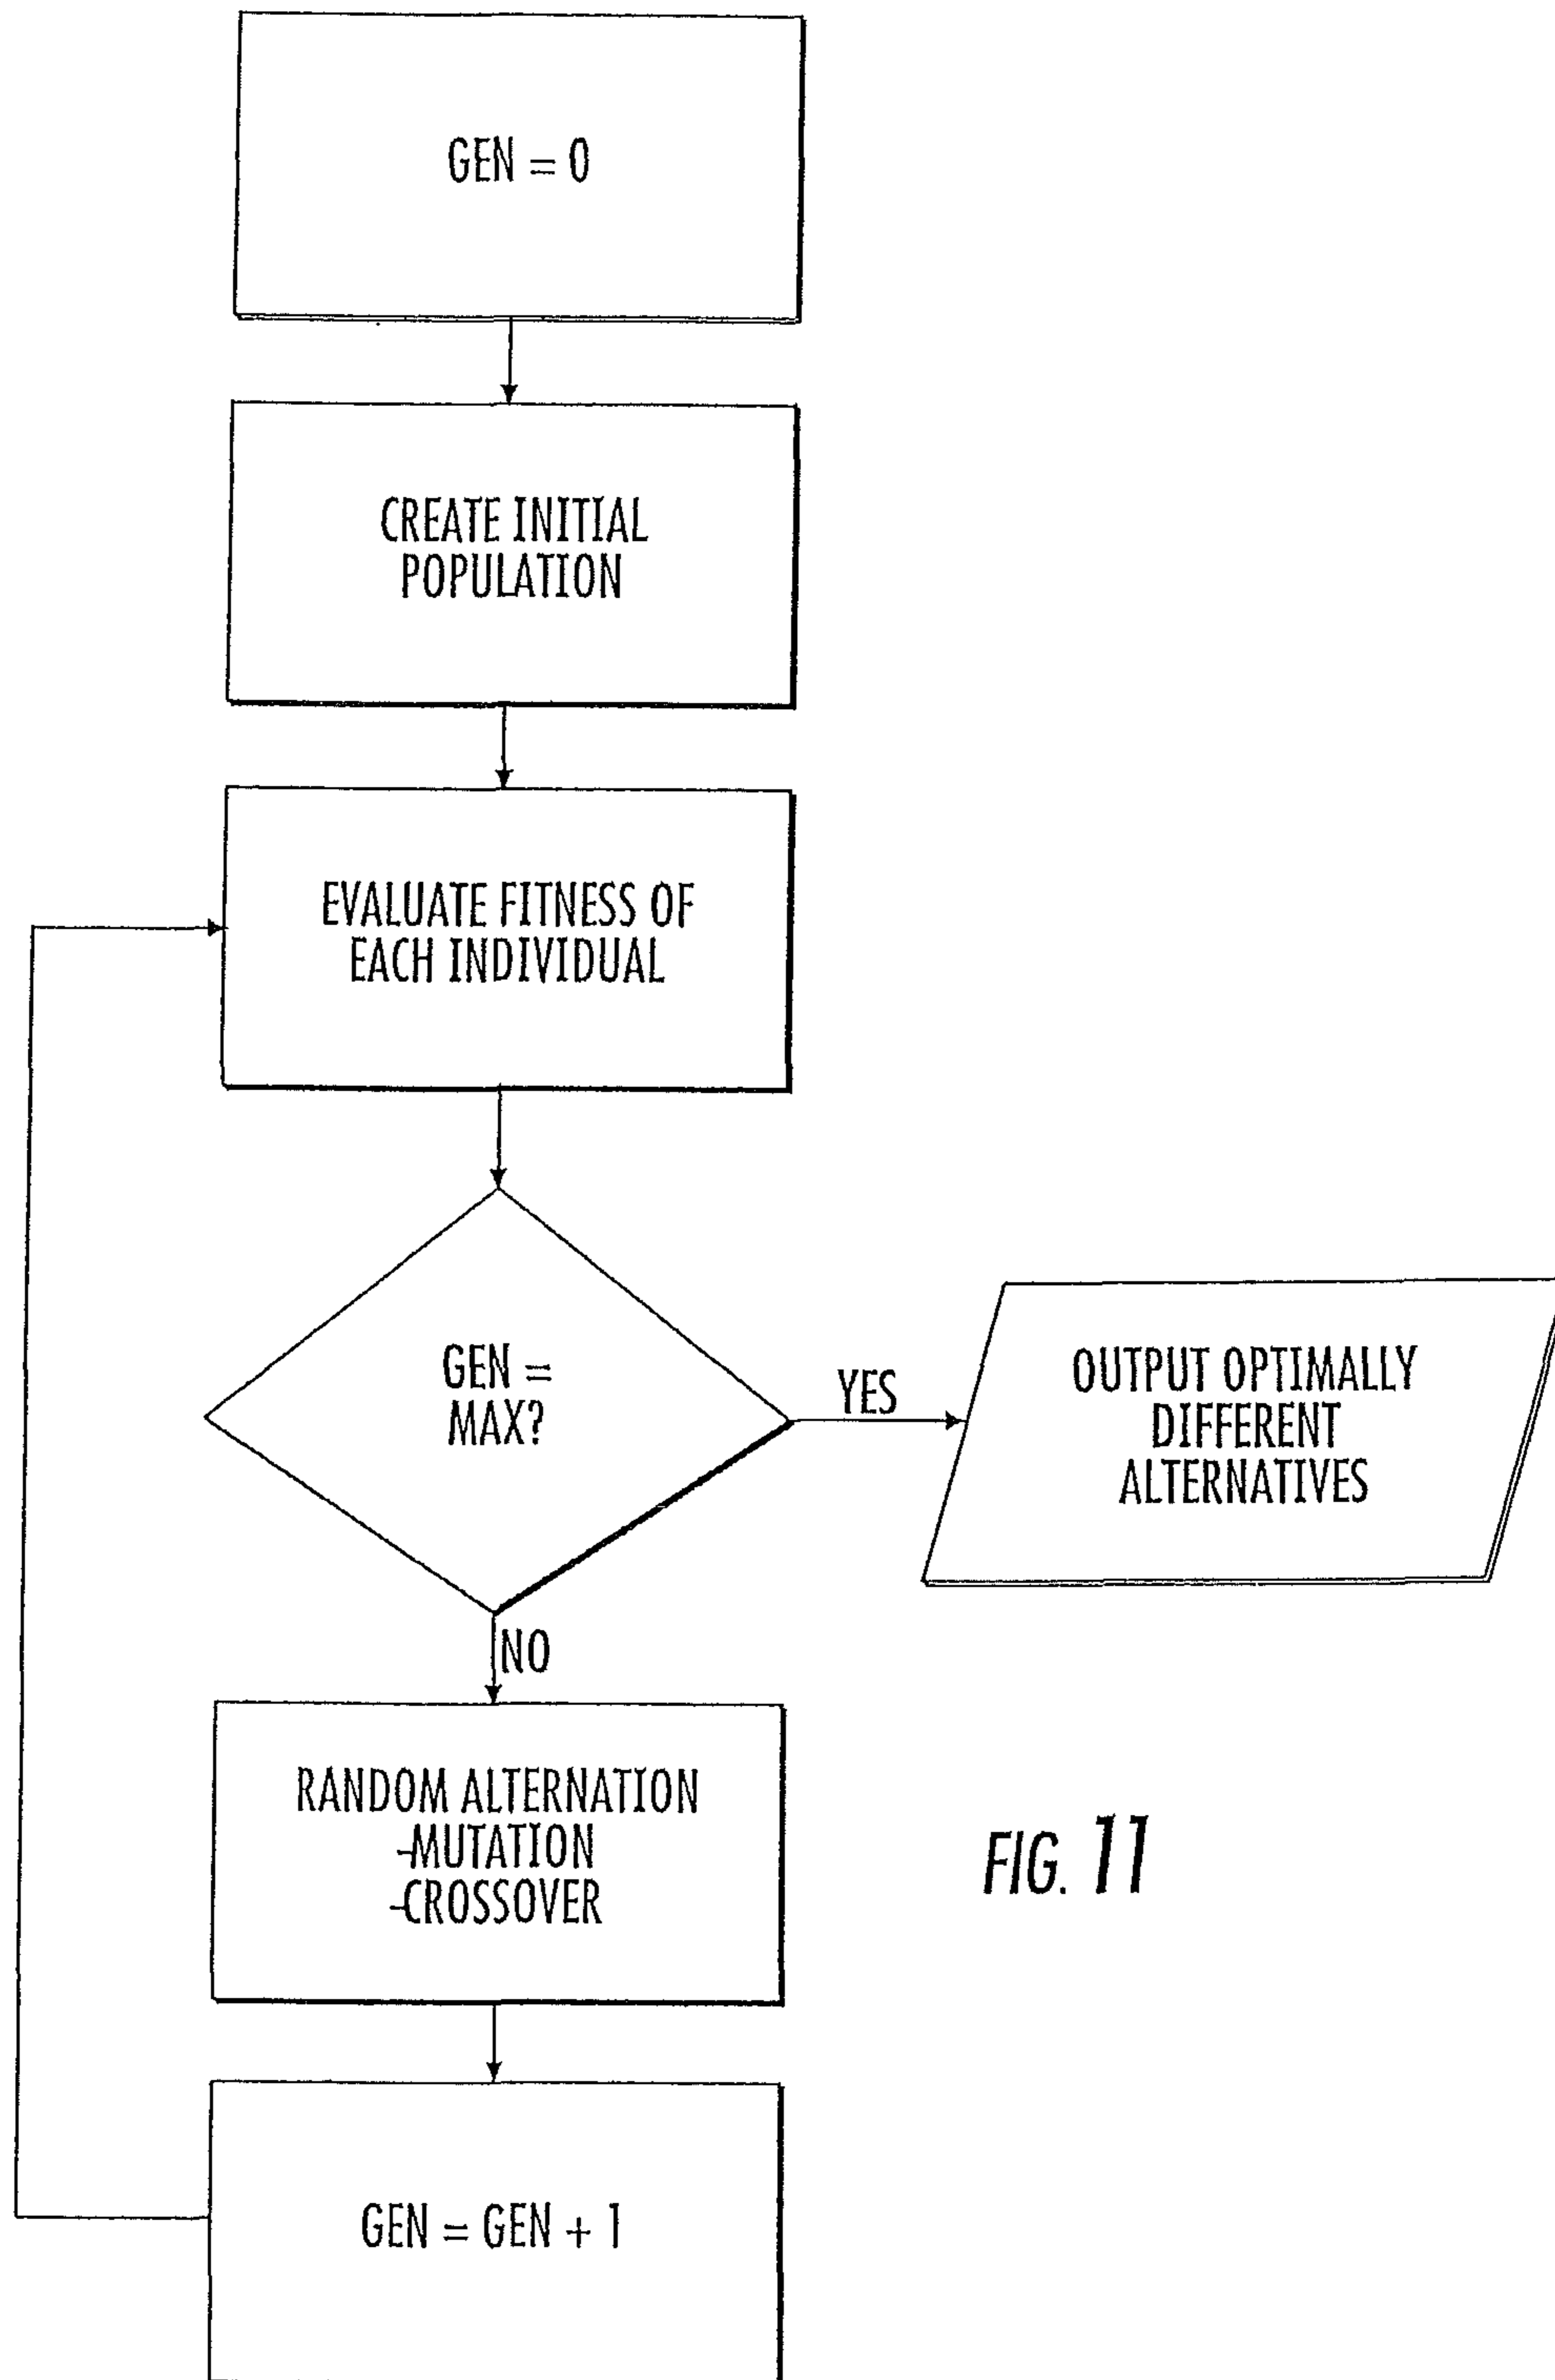 GEN = 0
CREATE INITIAL
POPULATION
EVALUATE FITNESS OF
EACH INDIVIDUAL
GEN =
MAX?
YES
OUTPUT OPTIMALLY
DIFFERENT
ALTERNATIVES
NO
RANDOM ALTERNATION
-MUTATION
-CROSSOVER
FIG. 11
GEN = GEN + 1